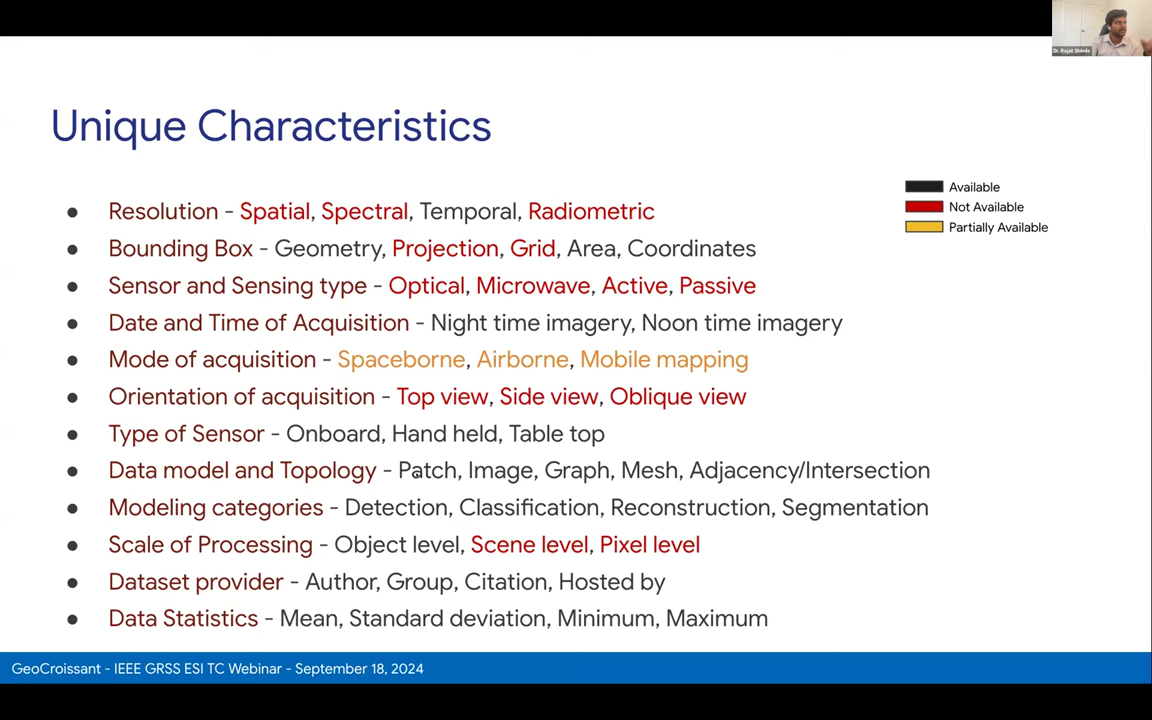 Dr. Rajat Shinde
Unique Characteristics
Available
Not Available
Partially Available
● Resolution - Spatial, Spectral, Temporal, Radiometric
● Bounding Box - Geometry, Projection, Grid, Area, Coordinates
● Sensor and Sensing type - Optical, Microwave, Active, Passive
● Date and Time of Acquisition - Night time imagery, Noon time imagery
● Mode of acquisition - Spaceborne, Airborne, Mobile mapping
● Orientation of acquisition - Top view, Side view, Oblique view
● Type of Sensor - Onboard, Hand held, Table top
● Data model and Topology - Patch, Image, Graph, Mesh, Adjacency/Intersection
● Modeling categories - Detection, Classification, Reconstruction, Segmentation
● Scale of Processing - Object level, Scene level, Pixel level
● Dataset provider - Author, Group, Citation, Hosted by
● Data Statistics - Mean, Standard deviation, Minimum, Maximum
GeoCroissant - IEEE GRSS ESI TC Webinar - September 18, 2024